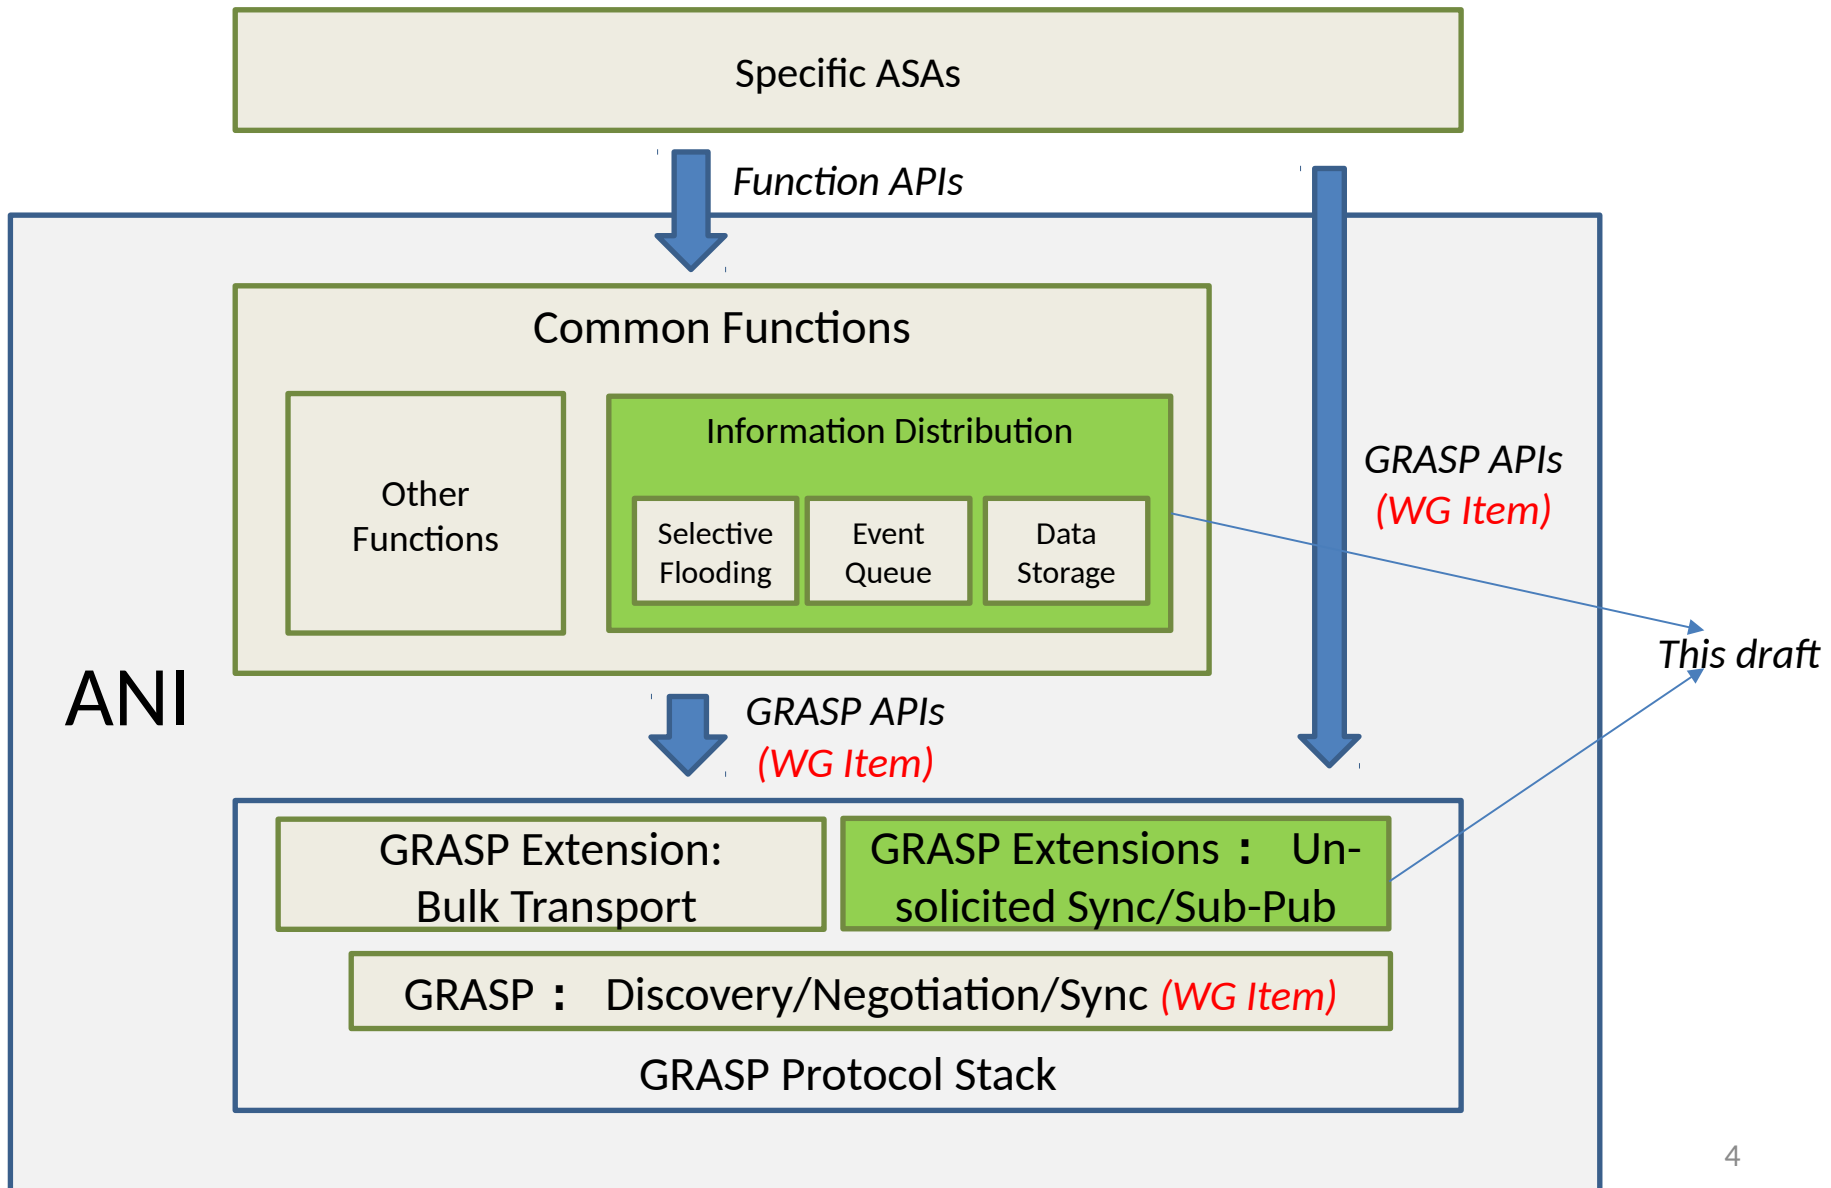 Specific ASAs
Function APIs
Common Functions
Other
Functions
Information Distribution
Selective
Flooding
Event
Queue
Data
Storage
GRASP APIs
(WG Item)
This draft
ANI
GRASP APIs
(WG Item)
GRASP Extension:
Bulk Transport
GRASP Extensions： Un-
solicited Sync/Sub-Pub
GRASP： Discovery/Negotiation/Sync (WG Item)
GRASP Protocol Stack
4